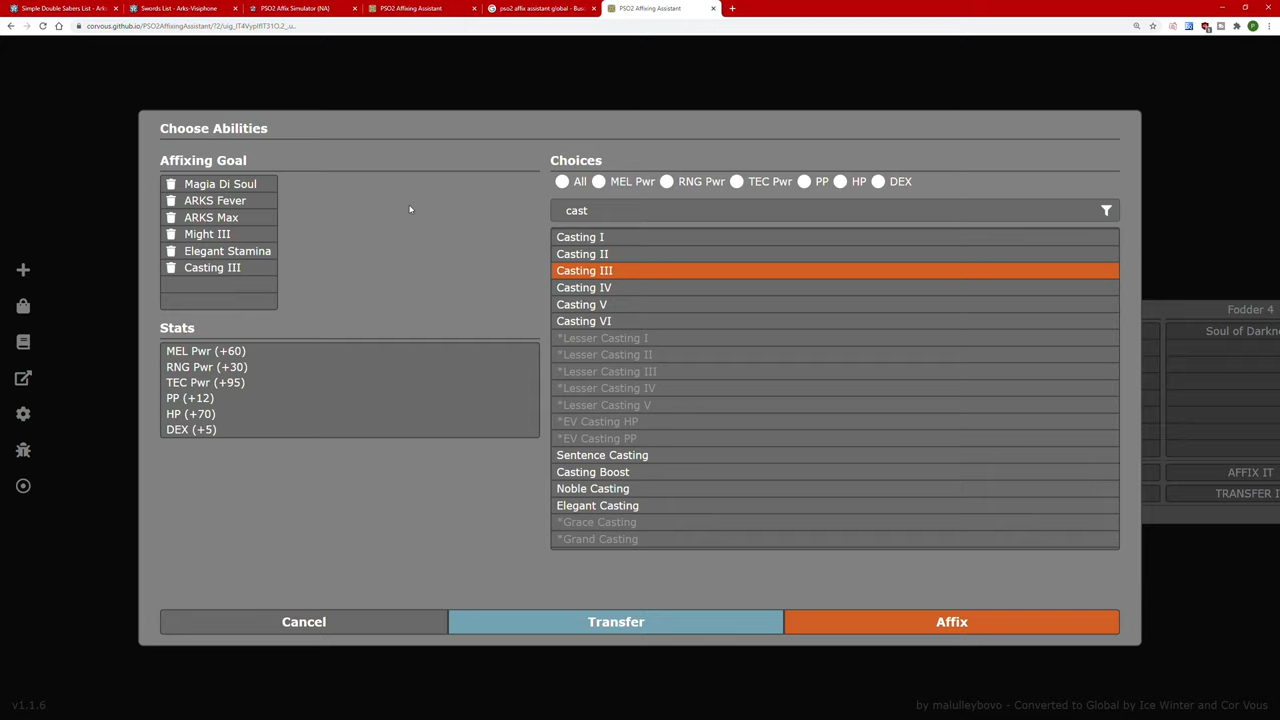 Simple Double Sabers List - Arks-
Swords List - Arks-Visiphone
PSO2 Affix Simulator (NA)
PSO2 Affixing Assistant
pso2 affix assistant global - Bus
PSO2 Affixing Assistant
corvous.github.io/PSO2AffixingAssistant/?2/uig_IT4VypIfIT31O.2_..
Choose Abilities
Affixing Goal
Magia Di Soul
ARKS Fever
ARKS Max
Might III
Elegant Stamina
Casting III
Stats
MEL Pwr (+60)
RNG Pwr (+30)
TEC Pwr (+95)
PP (+12)
HP (+70)
DEX (+5)
Choices
All MEL Pwr RNG Pwr TEC Pwr PP HP DEX
cast
Casting I
Casting II
Casting III
Casting IV
Casting V
Casting VI
*Lesser Casting I
*Lesser Casting II
*Lesser Casting III
*Lesser Casting IV
*Lesser Casting V
*EV Casting HP
*EV Casting PP
Sentence Casting
Casting Boost
Noble Casting
Elegant Casting
*Grace Casting
*Grand Casting
Fodder 4
Soul of Darkn
AFFIX IT
TRANSFER I
Cancel
Transfer
Affix
v1.1.6
by malulleybovo - Converted to Global by Ice Winter and Cor Vous